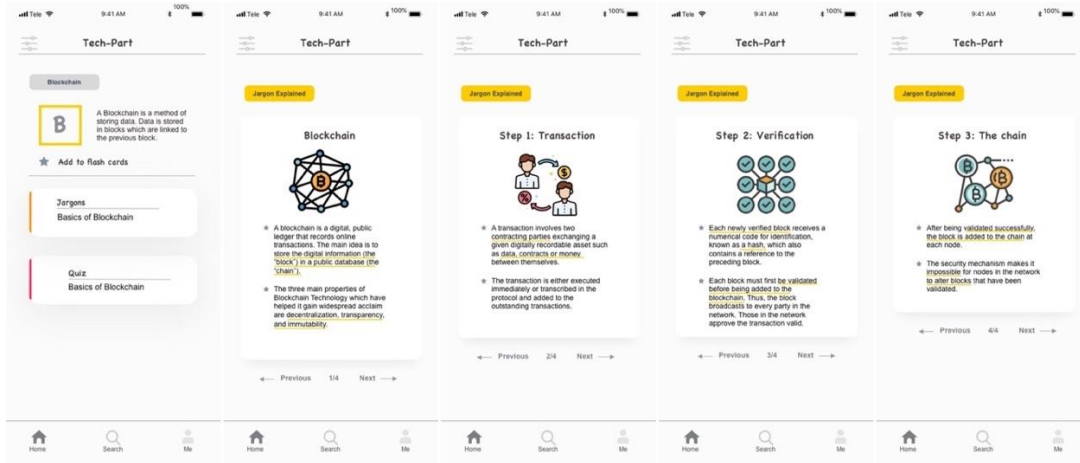 Tele 9:41 AM 100%
Tech-Part
Blockchain
B
A Blockchain is a method of
storing data. Data is stored
in blocks which are linked to
the previous block.
Add to flash cards
Jargons
Basics of Blockchain
Quiz
Basics of Blockchain
Home Search Me
Tele 9:41 AM 100%
Tech-Part
Jargon Explained
Blockchain
A blockchain is a digital, public
ledger that records online
transactions. The main idea is to
store the digital information (the
"block") in a public database (the
"chain").
The three main properties of
Blockchain Technology which have
helped it gain widespread acclaim
are decentralization, transparency,
and immutability.
Previous 1/4 Next
Home Search Me
Tele 9:41 AM 100%
Tech-Part
Jargon Explained
Step 1: Transaction
$
%
A transaction involves two
contracting parties exchanging a
given digitally recordable asset such
as data, contracts or money
between themselves.
The transaction is either executed
immediately or transcribed in the
protocol and added to the
outstanding transactions.
Previous 2/4 Next
Home Search Me
Tele 9:41 AM 100%
Tech-Part
Jargon Explained
Step 2: Verification
Each newly verified block receives a
numerical code for identification,
known as a hash, which also
contains a reference to the
preceding block.
Each block must first be validated
before being added to the
blockchain. Thus, the block
broadcasts to every party in the
network. Those in the network
approve the transaction valid.
Previous 3/4 Next
Home Search Me
Tele 9:41 AM 100%
Tech-Part
Jargon Explained
Step 3: The chain
After being validated successfully,
the block is added to the chain at
each node.
The security mechanism makes it
impossible for nodes in the network
to alter blocks that have been
validated.
Previous 4/4 Next
Home Search Me